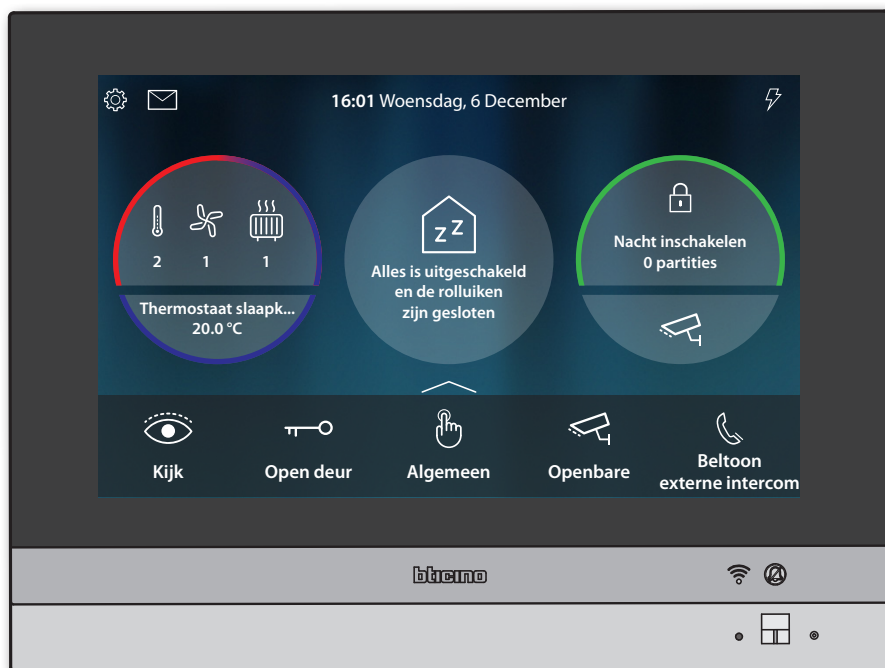 16:01 Woensdag, 6 December
2 1 1
Thermostaat slaapk...
20.0 °C
zZ
Alles is uitgeschakeld
en de rolluiken
zijn gesloten
Nacht inschakelen
0 partities
Kijk
Open deur
Algemeen
Openbare
Beltoon
externe intercom
bticino